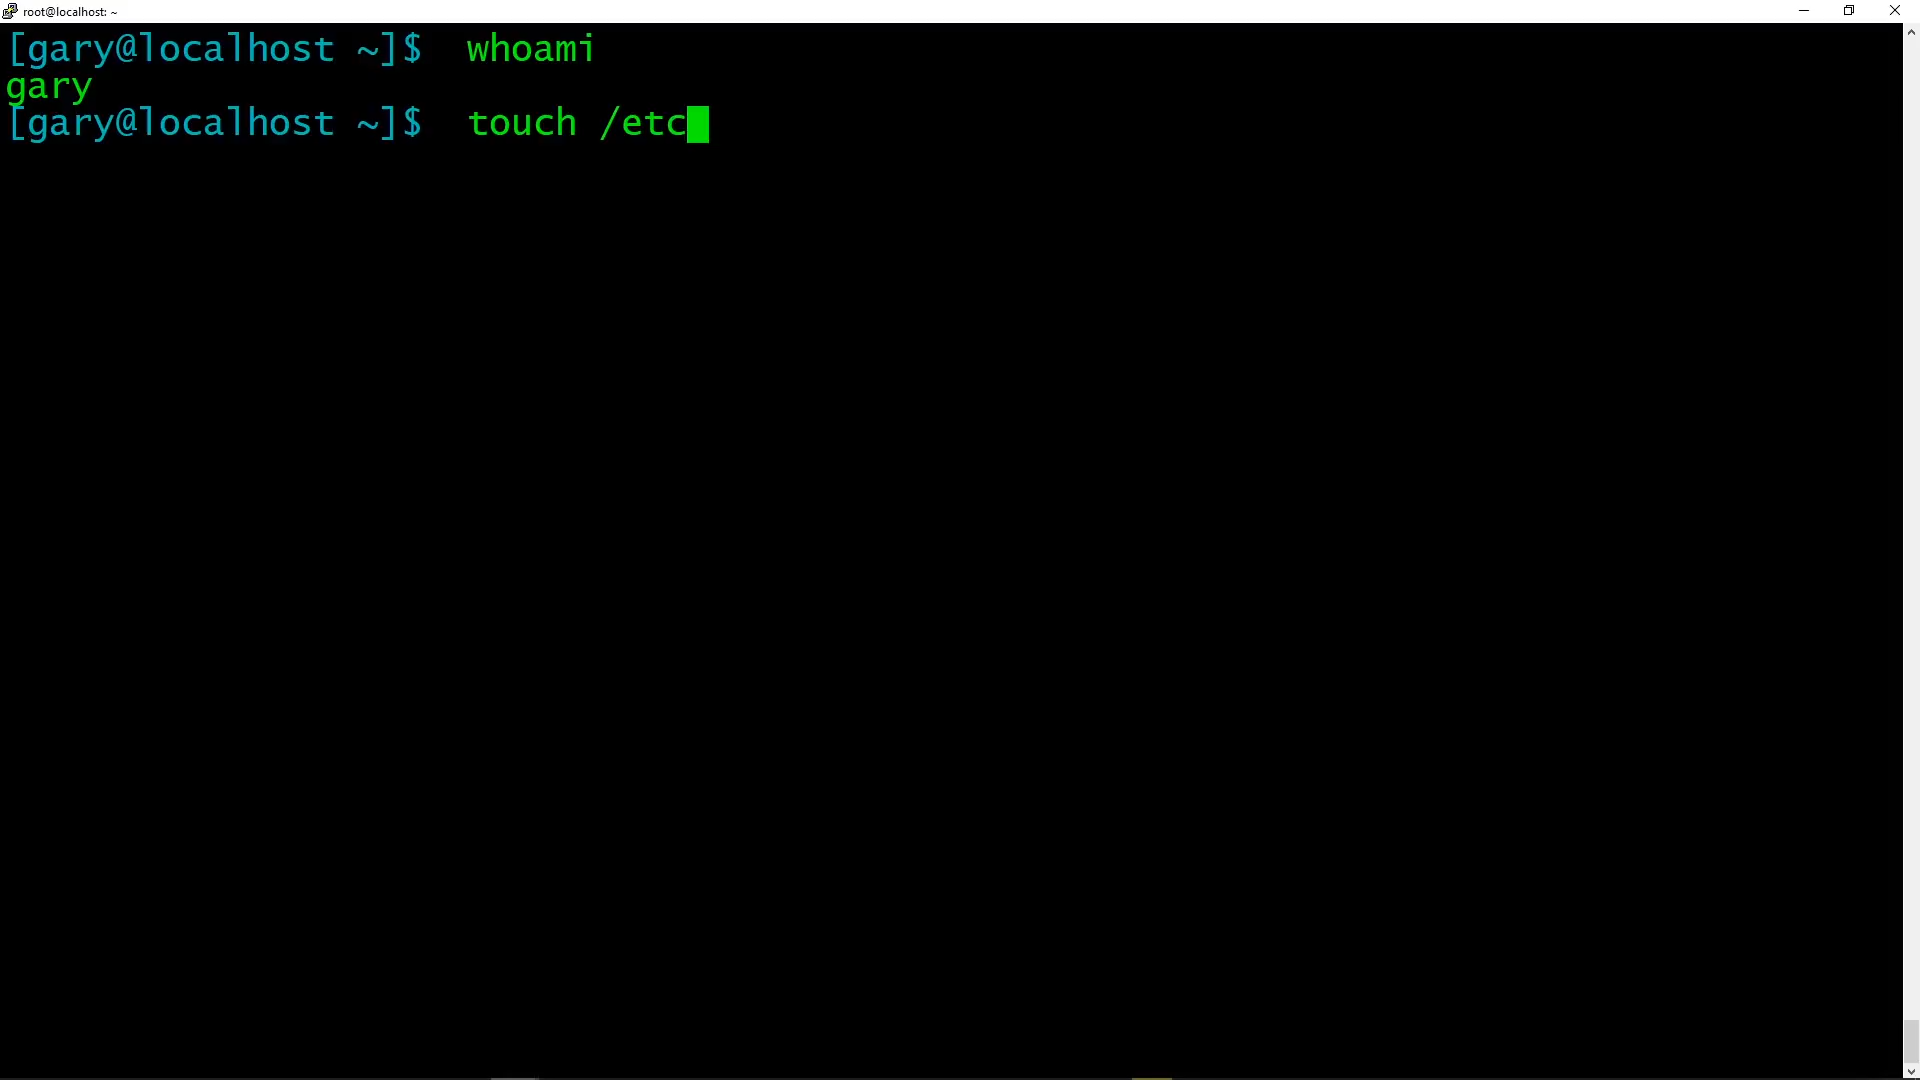 root@localhost: ~
[gary@localhost ~]$  whoami
gary
[gary@localhost ~]$  touch /etc